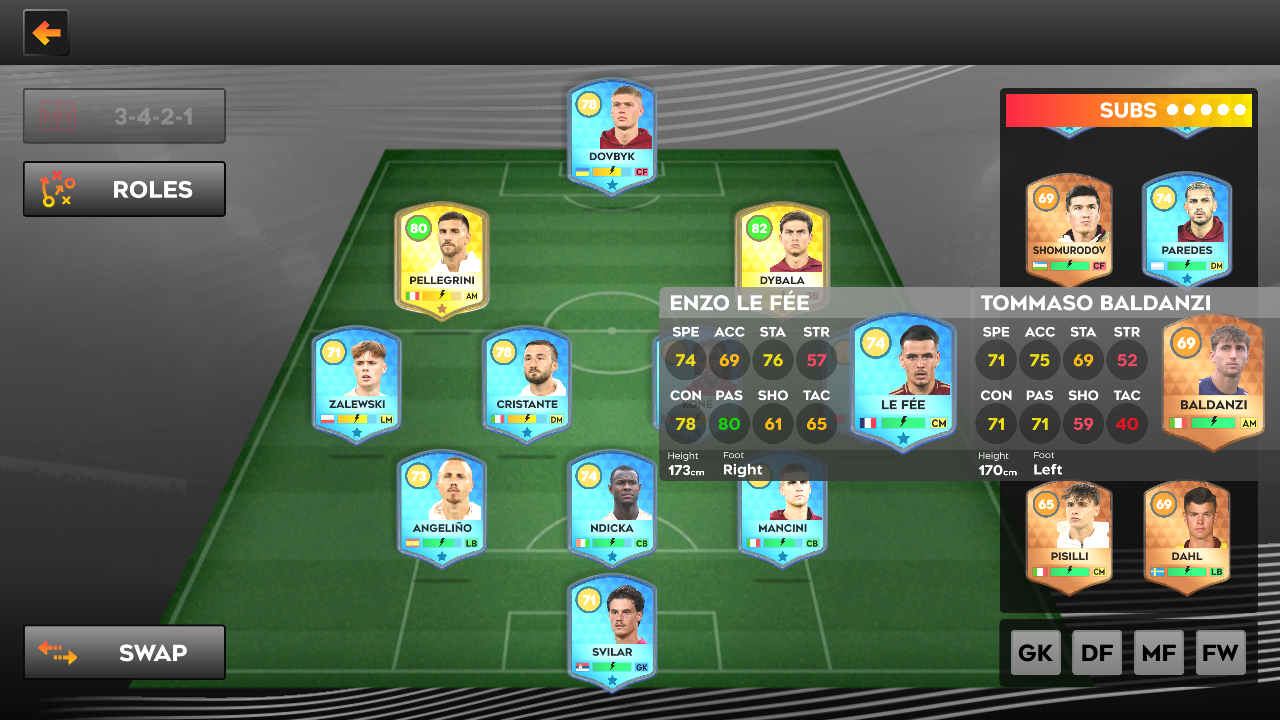 3-4-2-1
ROLES
SUBS
78
DOVBYK
CF
80
PELLEGRINI
AM
82
DYBALA
69
SHOMURODOV
CF
74
PAREDES
DM
71
ZALEWSKI
LM
78
CRISTANTE
DM
KONÉ
ENZO LE FÉE
SPE ACC STA STR
74 69 76 57
CON PAS SHO TAC
78 80 61 65
Height Foot
173cm Right
74
LE FÉE
CM
TOMMASO BALDANZI
SPE ACC STA STR
71 75 69 52
CON PAS SHO TAC
71 71 59 40
Height Foot
170cm Left
69
BALDANZI
AM
73
ANGELIÑO
LB
74
NDICKA
CB
MANCINI
CB
65
PISILLI
CM
69
DAHL
LB
71
SVILAR
GK
SWAP
GK DF MF FW